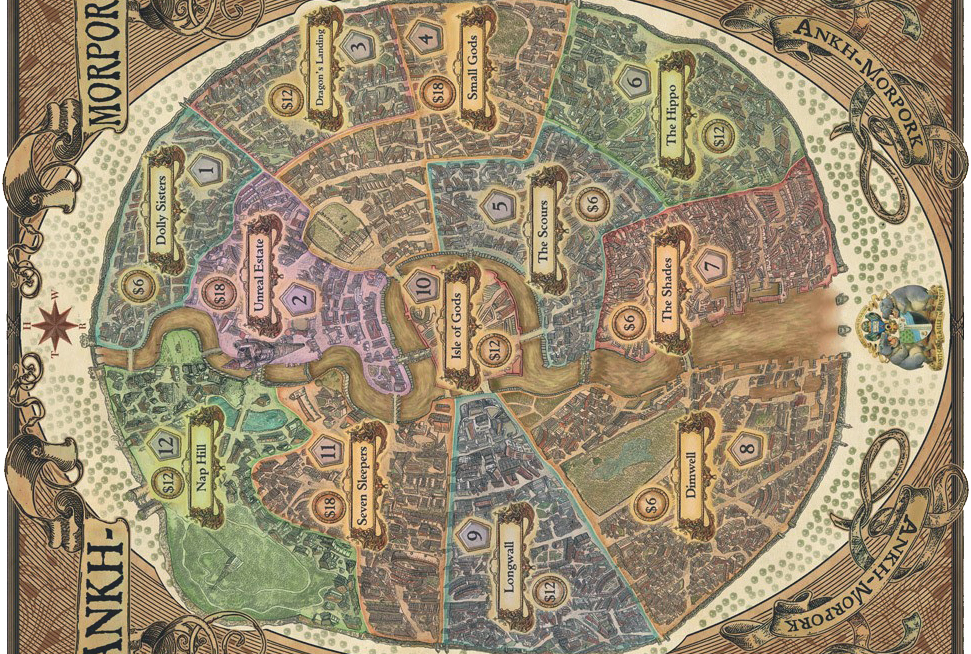 ANKH-
MORPOR
ANKH-MORPORK
ANKH-MORPORK
H
W
R
T
Dolly Sisters
1
$6
Unreal Estate
2
$18
Dragon's Landing
3
$12
Small Gods
4
$18
The Scours
5
$6
The Hippo
6
$12
The Shades
7
$6
Dimwell
8
$6
Longwall
9
$12
Isle of Gods
10
$12
Seven Sleepers
11
$18
Nap Hill
12
$12